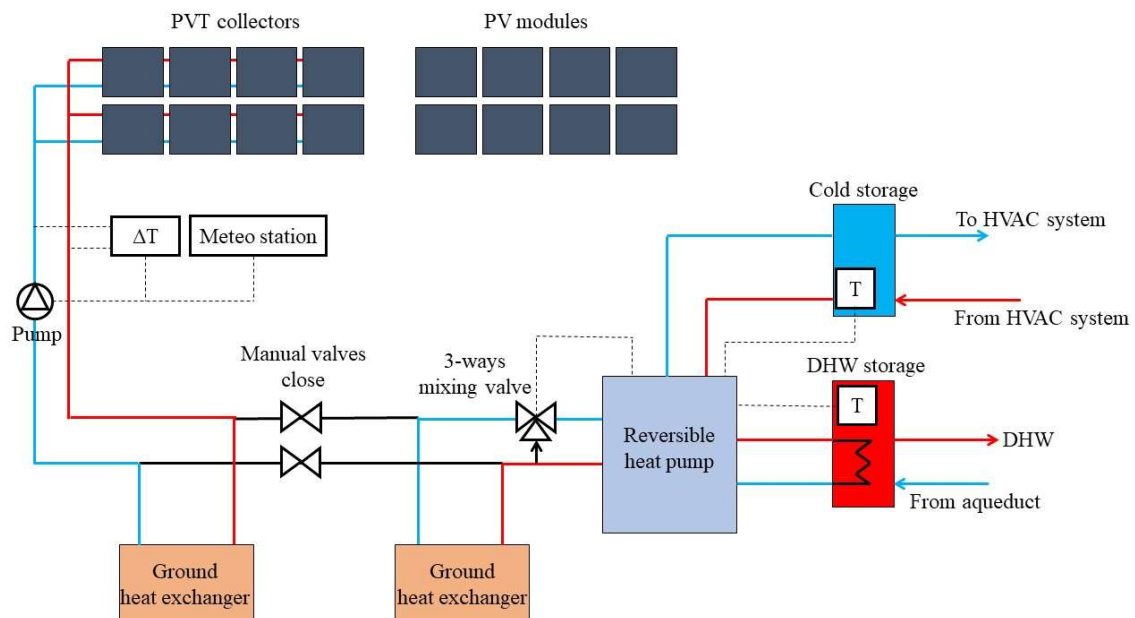 PVT collectors
PV modules
ΔT
Meteo station
Cold storage
To HVAC system
T
From HVAC system
Pump
Manual valves
close
3-ways
mixing valve
DHW storage
T
Reversible
heat pump
DHW
From aqueduct
Ground
heat exchanger
Ground
heat exchanger